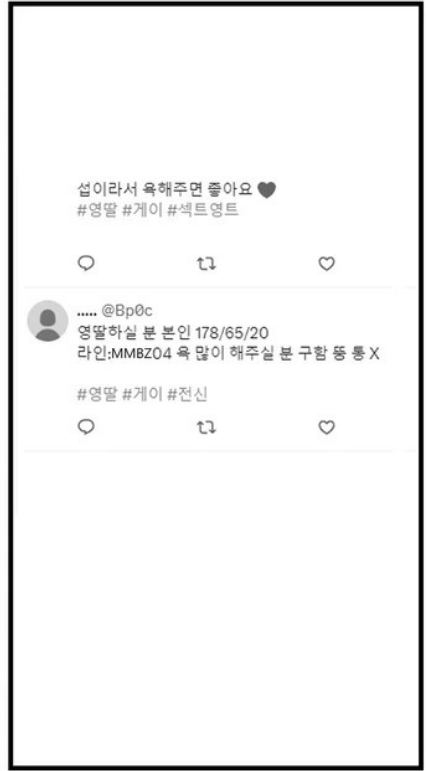 섭이라서 욕해주면 좋아요 🖤
#영딸 #게이 #섹트영트
..... @Bp0c
영딸하실 분 본인 178/65/20
라인:MMBZ04 욕 많이 해주실 분 구함 뚱 통 X
#영딸 #게이 #전신